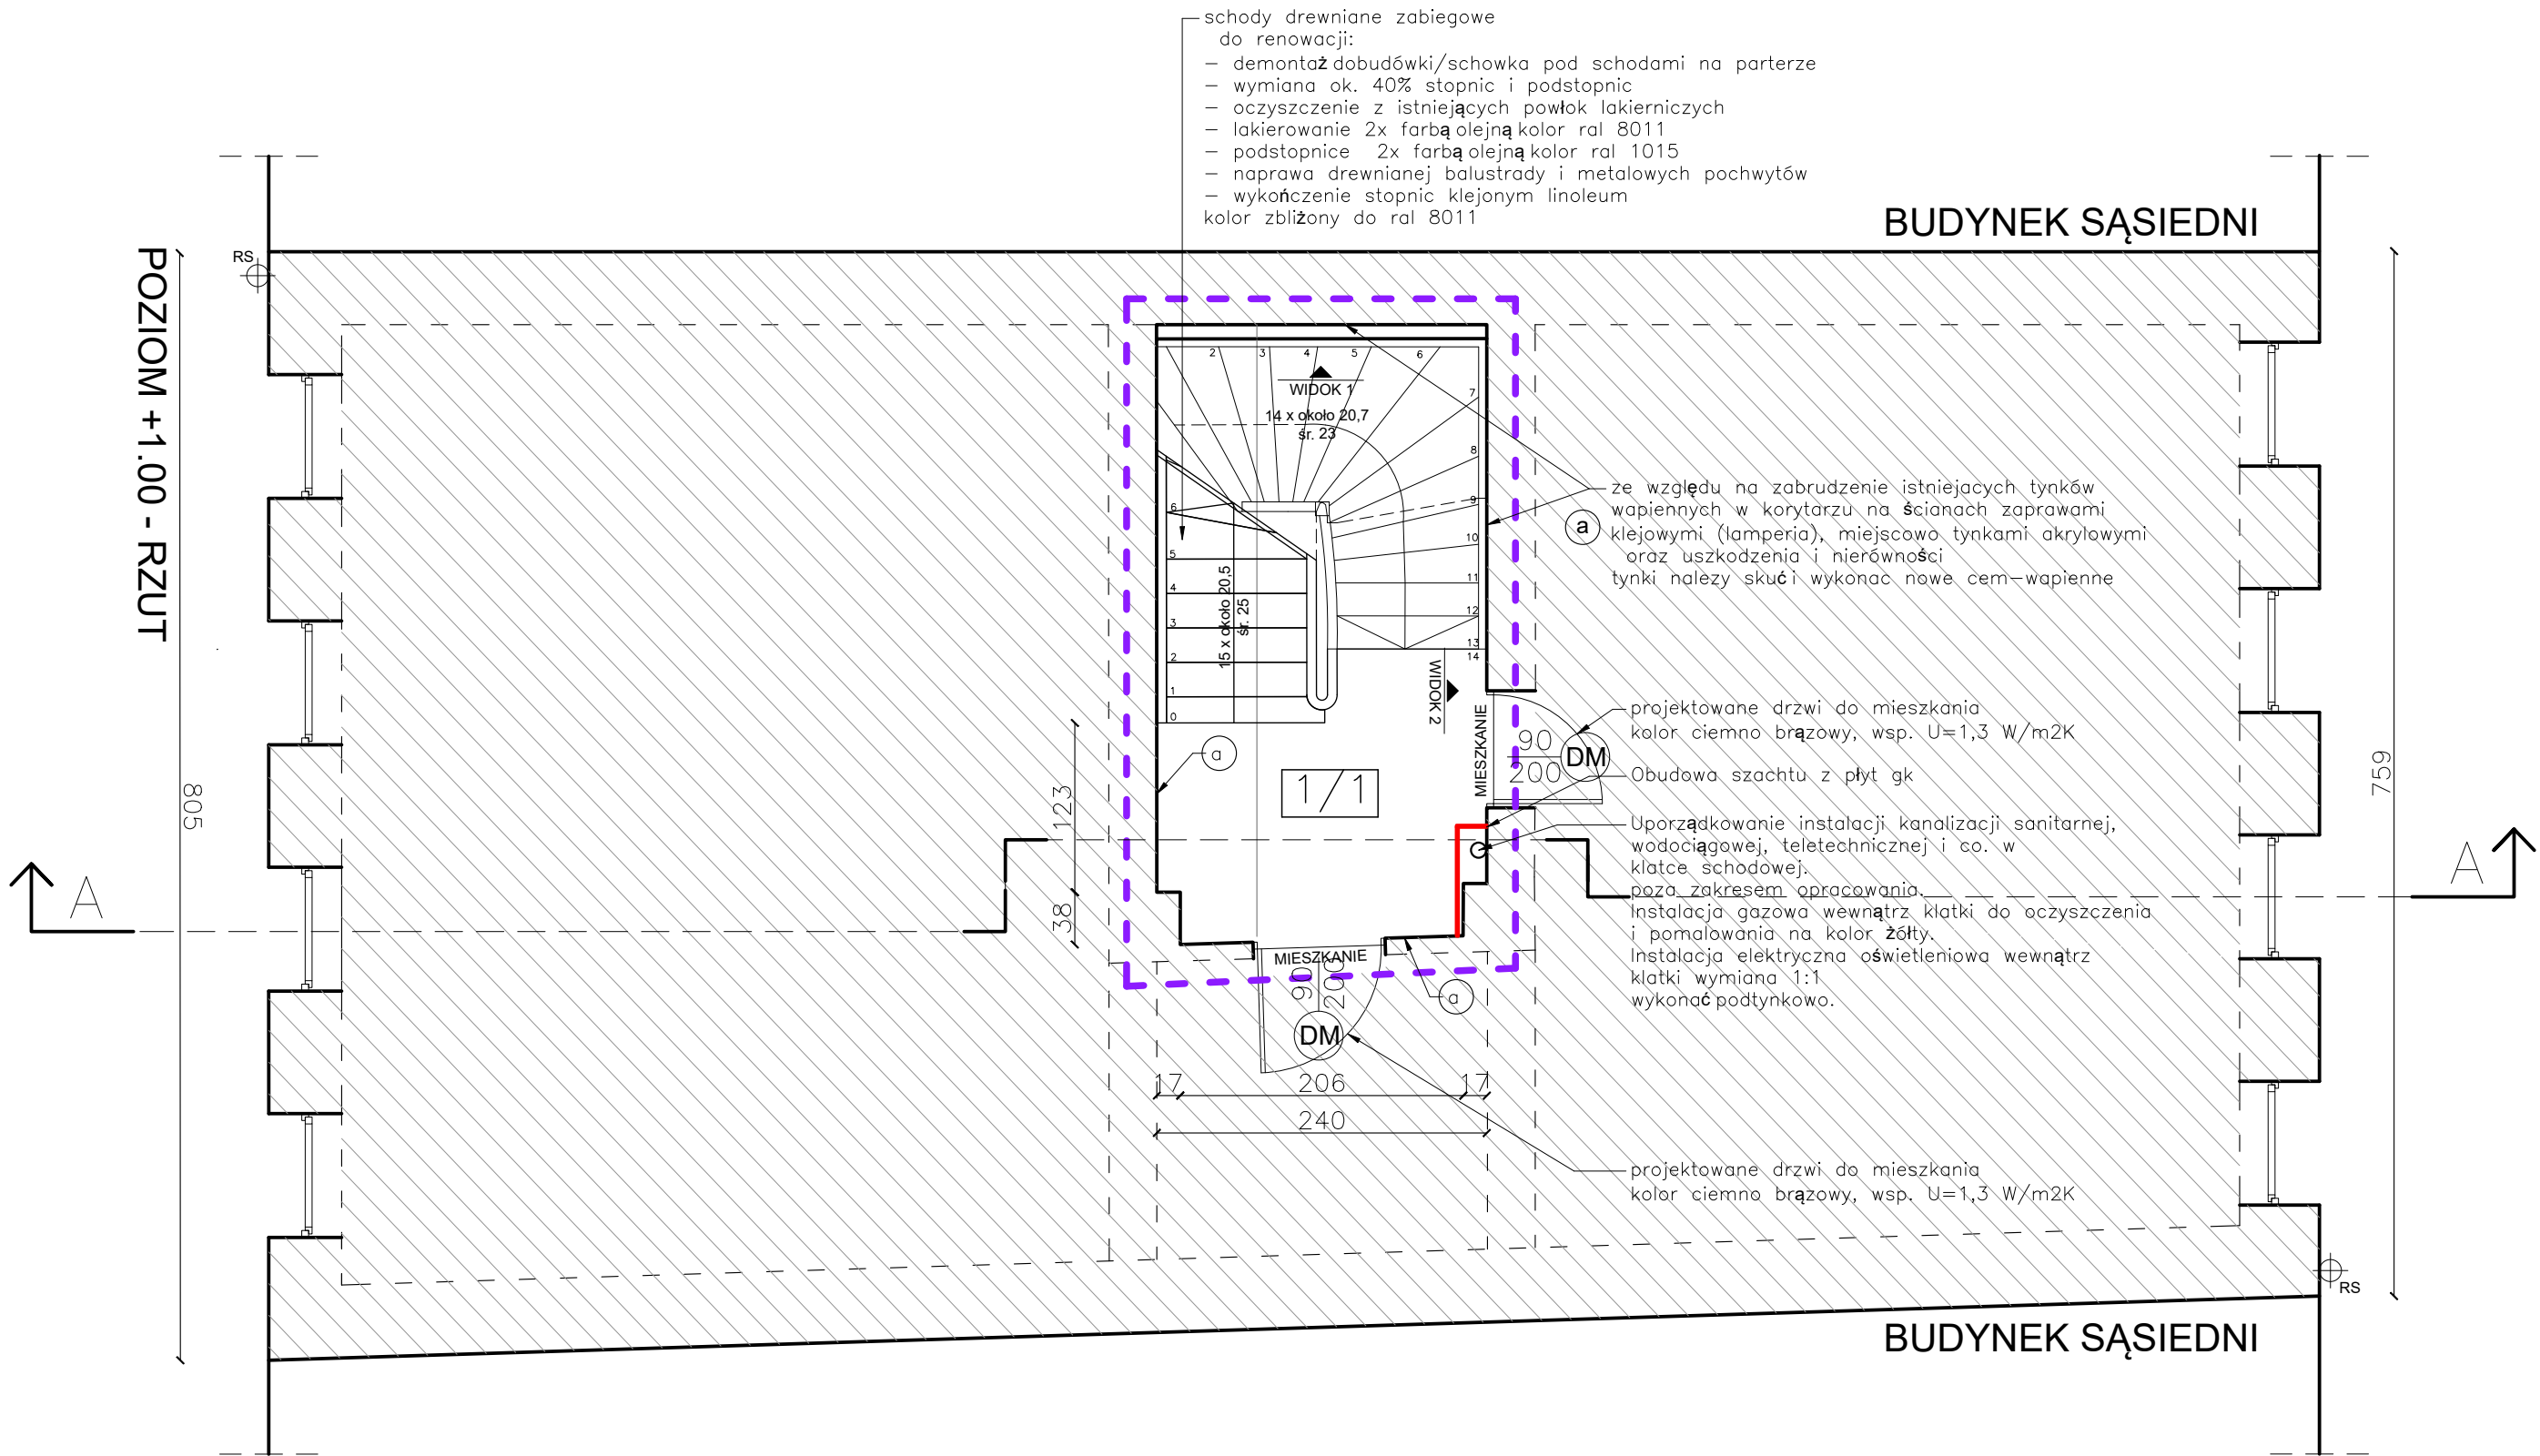 schody drewniane zabiegowe
do renowacji:
– demontaż dobudówki/schowka pod schodami na parterze
– wymiana ok. 40% stopnic i podstopnic
– oczyszczenie z istniejących powłok lakierniczych
– lakierowanie 2x farbą olejną kolor ral 8011
– podstopnice 2x farbą olejną kolor ral 1015
– naprawa drewnianej balustrady i metalowych pochwytów
– wykończenie stopnic klejonym linoleum
kolor zbliżony do ral 8011
BUDYNEK SĄSIEDNI
RS
POZIOM +1.00 - RZUT
805
759
2
3
4
5
6
7
8
9
10
11
12
13
14
WIDOK 1
14 x około 20,7
śr. 23
6
5
4
3
2
1
0
15 x około 20,5
śr. 25
WIDOK 2
ze względu na zabrudzenie istniejacych tynków
wapiennych w korytarzu na ścianach zaprawami
a
klejowymi (lamperia), miejscowo tynkami akrylowymi
oraz uszkodzenia i nierówności
tynki nalezy skuć i wykonac nowe cem–wapienne
projektowane drzwi do mieszkania
kolor ciemno brązowy, wsp. U=1,3 W/m2K
MIESZKANIE
90
200
DM
a
1/1
Obudowa szachtu z płyt gk
123
38
Uporządkowanie instalacji kanalizacji sanitarnej,
wodociągowej, teletechnicznej i co. w
klatce schodowej.
poza zakresem opracowania.
Instalacja gazowa wewnątrz klatki do oczyszczenia
i pomalowania na kolor żółty.
Instalacja elektryczna oświetleniowa wewnątrz
klatki wymiana 1:1
wykonać podtynkowo.
A
A
MIESZKANIE
90
200
DM
a
17
206
17
240
projektowane drzwi do mieszkania
kolor ciemno brązowy, wsp. U=1,3 W/m2K
RS
BUDYNEK SĄSIEDNI